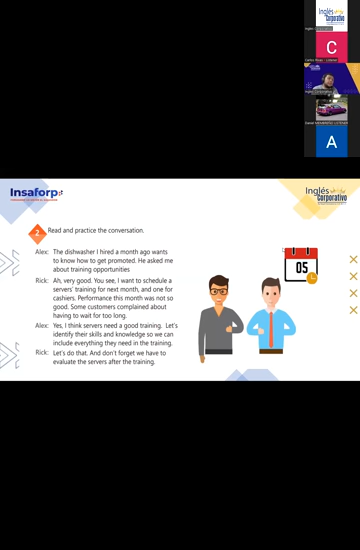 Inglés
Corporativo
C
A
Insaforp
Inglés
Corporativo
2
Read and practice the conversation.
Alex: The dishwasher I hired a month ago wants
to know how to get promoted. He asked me
about training opportunities
Rick: Ah, very good. You see, I want to schedule a
servers' training for next month, and one for
cashiers. Performance this month was not so
good. Some customers complained about
having to wait for too long.
Alex: Yes, I think servers need a good training. Let's
identify their skills and knowledge so we can
include everything they need in the training.
Rick: Let's do that. And don't forget we have to
evaluate the servers after the training.
05